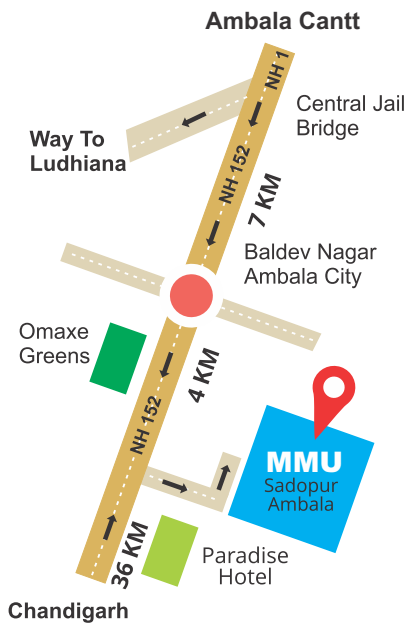 Ambala Cantt
NH 1
Central Jail
Bridge
Way To
Ludhiana
NH 152
7 KM
Baldev Nagar
Ambala City
Omaxe
Greens
4 KM
NH 152
MMU
Sadopur
Ambala
36 KM
Paradise
Hotel
Chandigarh